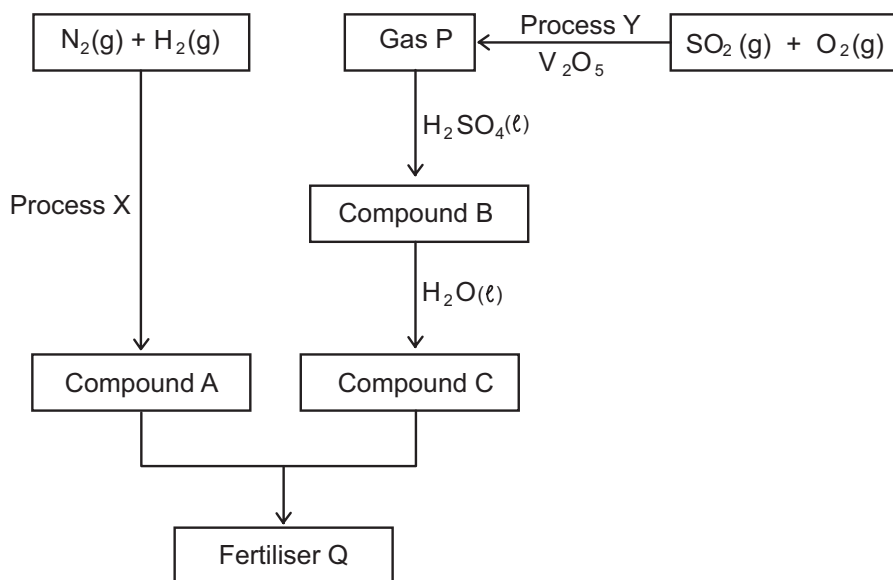 N₂(g) + H₂(g)
Gas P
Process Y
V₂O₅
SO₂ (g) + O₂(g)
H₂SO₄(ℓ)
Process X
Compound B
H₂O(ℓ)
Compound A
Compound C
Fertiliser Q